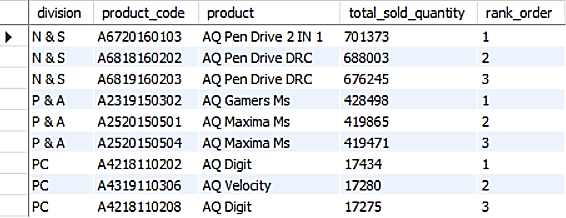 division product_code product total_sold_quantity rank_order
N & S A6720160103 AQ Pen Drive 2 IN 1 701373 1
N & S A6818160202 AQ Pen Drive DRC 688003 2
N & S A6819160203 AQ Pen Drive DRC 676245 3
P & A A2319150302 AQ Gamers Ms 428498 1
P & A A2520150501 AQ Maxima Ms 419865 2
P & A A2520150504 AQ Maxima Ms 419471 3
PC A4218110202 AQ Digit 17434 1
PC A4319110306 AQ Velocity 17280 2
PC A4218110208 AQ Digit 17275 3